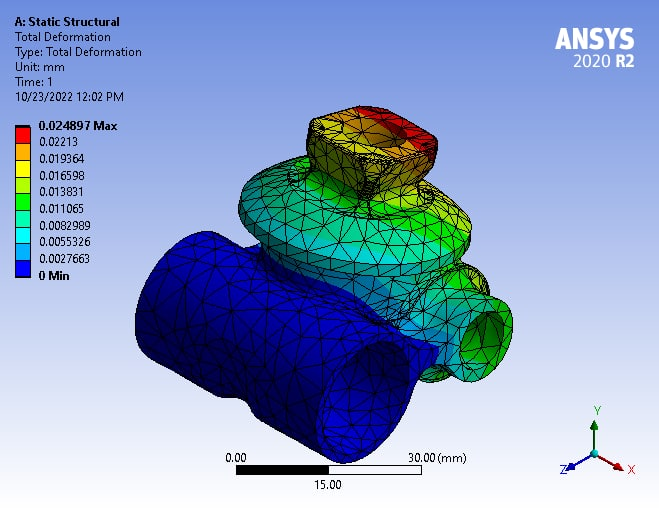 A: Static Structural
Total Deformation
Type: Total Deformation
Unit: mm
Time: 1
10/23/2022 12:02 PM
ANSYS
2020 R2
0.024897 Max
0.02213
0.019364
0.016598
0.013831
0.011065
0.0082989
0.0055326
0.0027663
0 Min
0.00 30.00 (mm)
15.00
Y
Z X